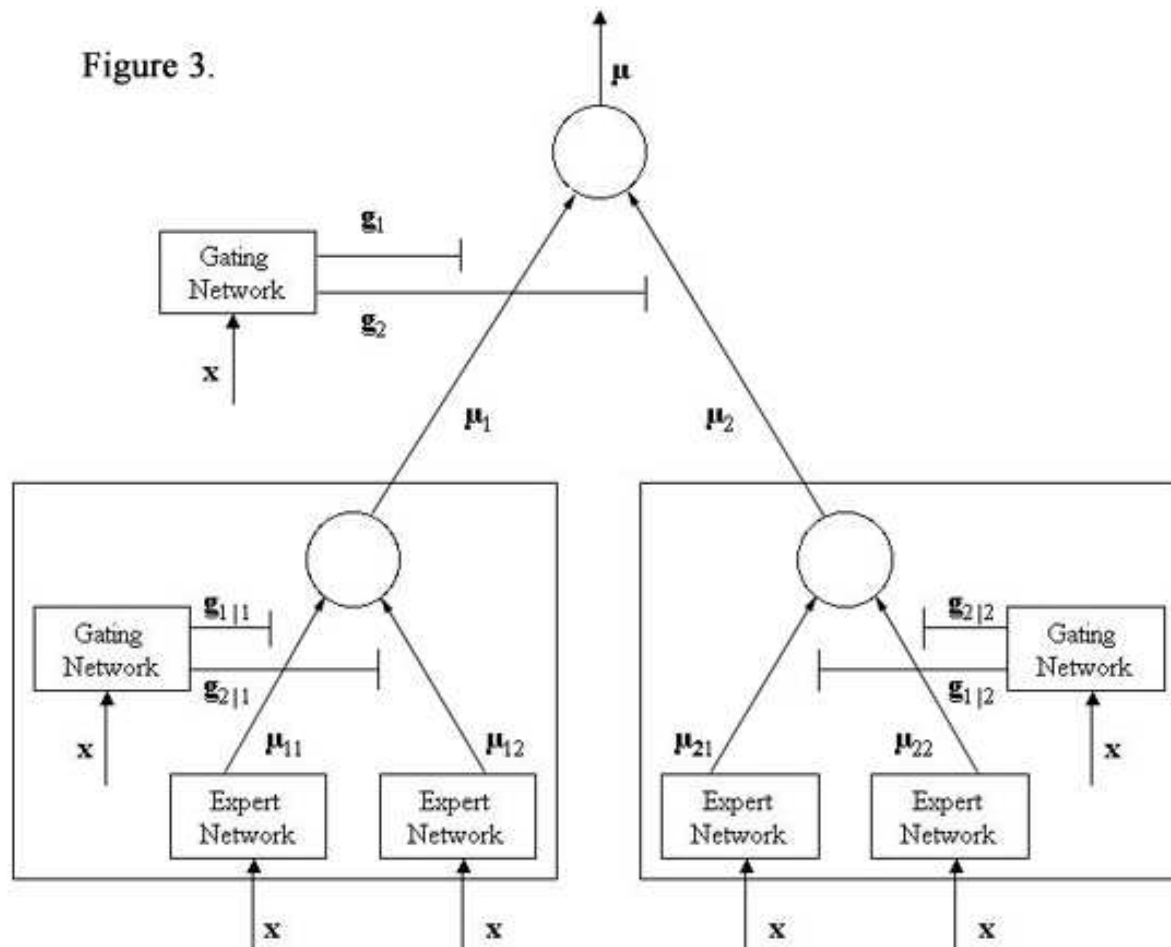 Figure 3.
μ
g1
Gating
Network
g2
x
μ1
μ2
g1|1
Gating
Network
g2|1
x
μ11
μ12
Expert
Network
Expert
Network
x
x
g2|2
Gating
Network
g1|2
x
μ21
μ22
Expert
Network
Expert
Network
x
x